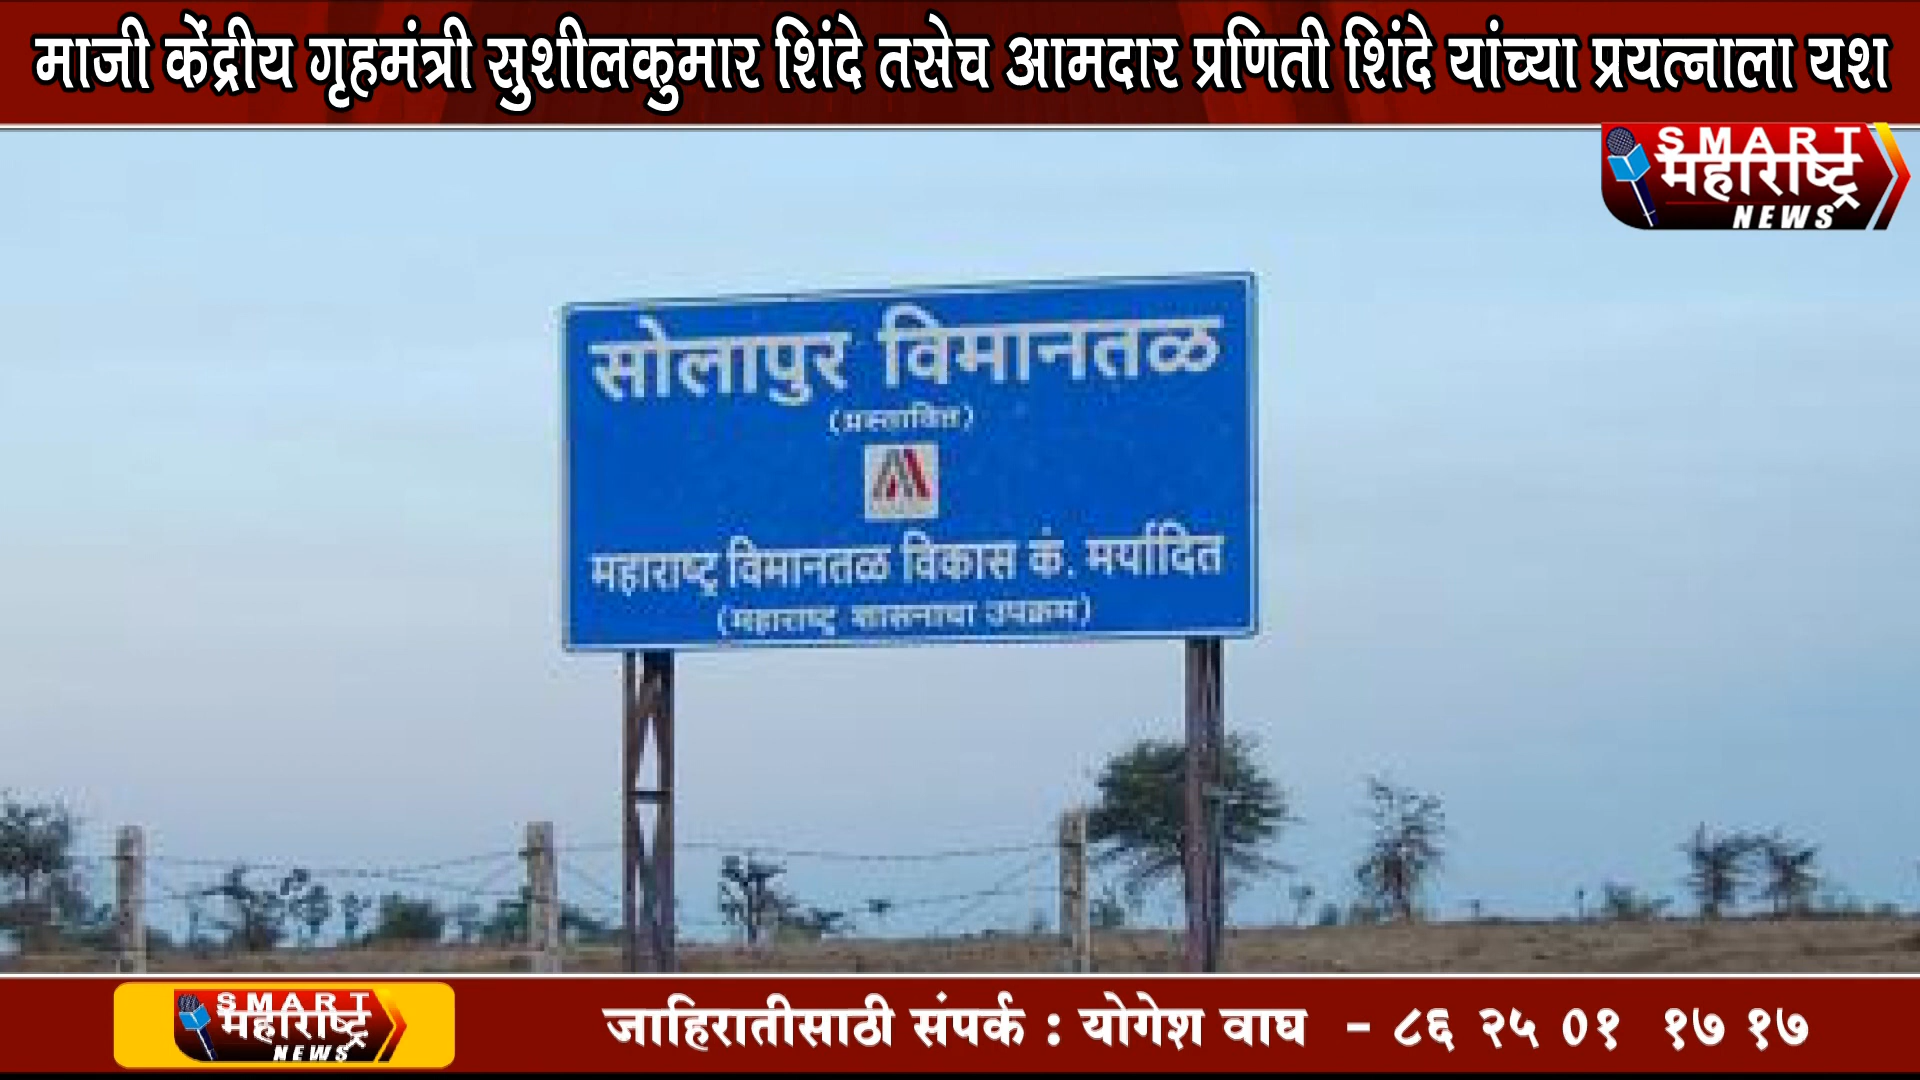 माजी केंद्रीय गृहमंत्री सुशीलकुमार शिंदे तसेच आमदार प्रणिती शिंदे यांच्या प्रयत्नाला यश
SMART
महाराष्ट्र
NEWS
सोलापुर विमानतळ
(प्रस्तावित)
महाराष्ट्र विमानतळ विकास कं. मर्यादित
(महाराष्ट्र शासनाचा उपक्रम)
SMART
महाराष्ट्र
NEWS
जाहिरातीसाठी संपर्क : योगेश वाघ - ८६ २५ ०१ १७ १७